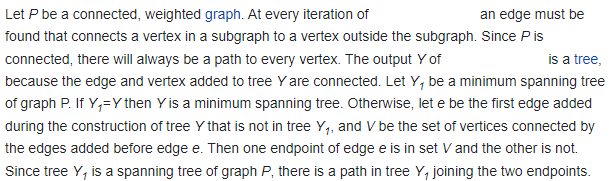 Let P be a connected, weighted graph. At every iteration of an edge must be
found that connects a vertex in a subgraph to a vertex outside the subgraph. Since P is
connected, there will always be a path to every vertex. The output Y of is a tree,
because the edge and vertex added to tree Y are connected. Let Y₁ be a minimum spanning tree
of graph P. If Y₁=Y then Y is a minimum spanning tree. Otherwise, let e be the first edge added
during the construction of tree Y that is not in tree Y₁, and V be the set of vertices connected by
the edges added before edge e. Then one endpoint of edge e is in set V and the other is not.
Since tree Y₁ is a spanning tree of graph P, there is a path in tree Y₁ joining the two endpoints.